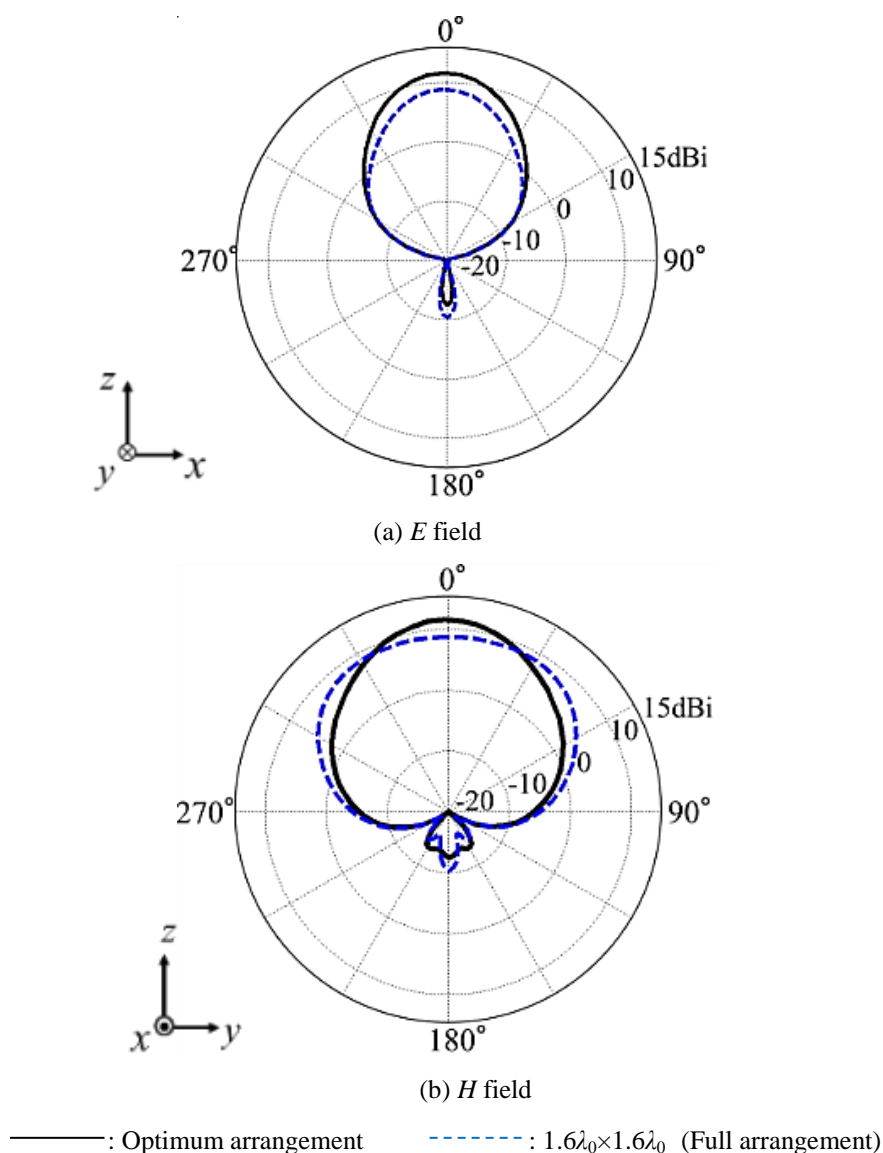 0°
15dBi
10
0
-10
-20
270°
90°
180°
z
y
x
(a) E field
0°
15dBi
10
0
-10
-20
270°
90°
180°
z
x
y
(b) H field
: Optimum arrangement : 1.6λ₀×1.6λ₀ (Full arrangement)